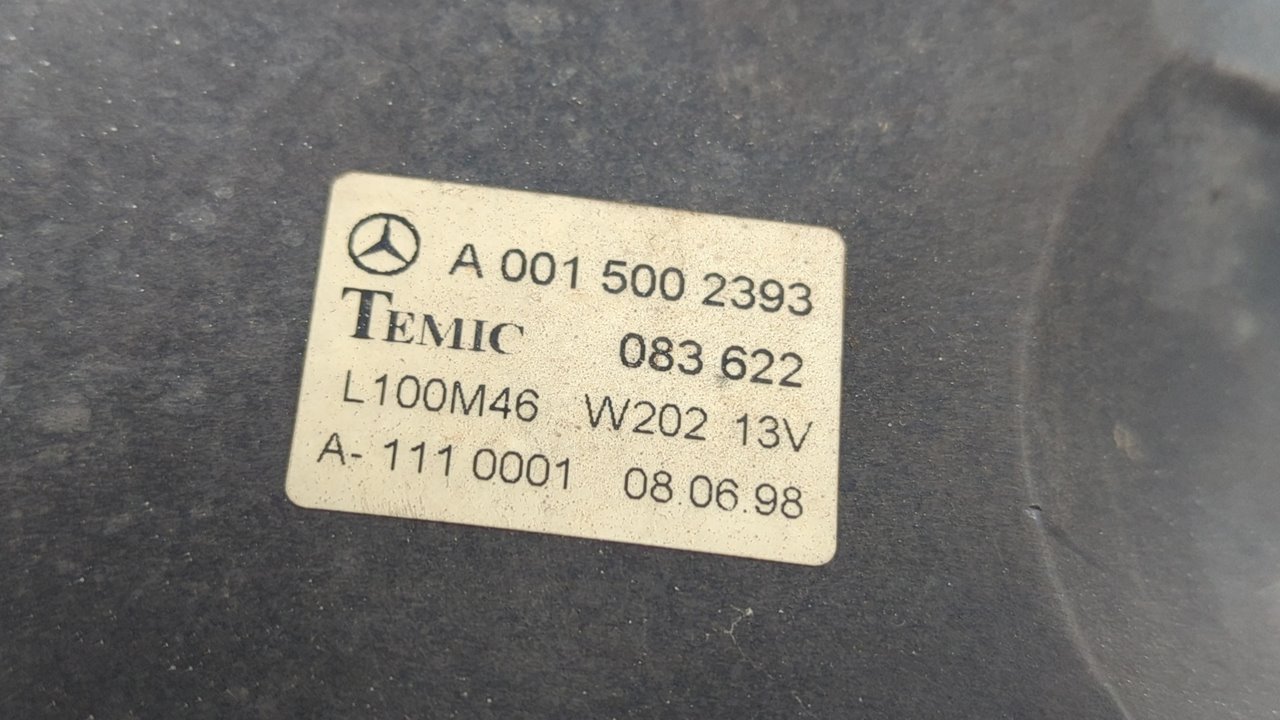 A 001 500 2393
TEMIC 083 622
L100M46 W202 13V
A- 111 0001 08.06.98